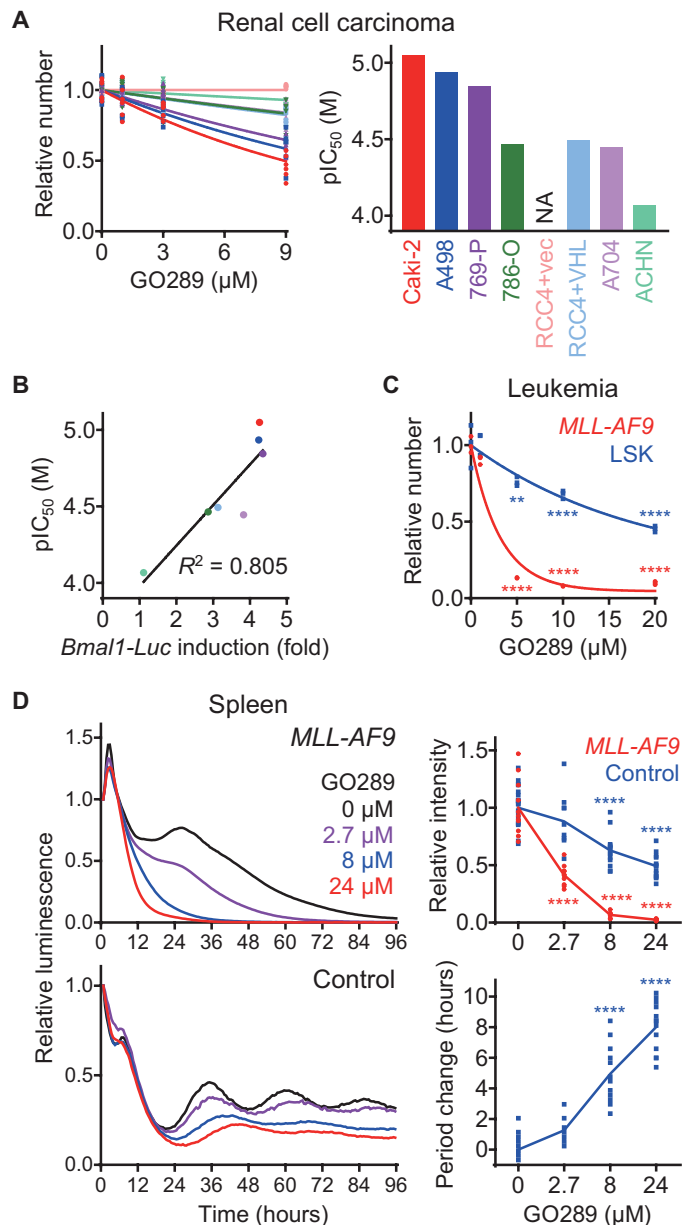 A
Renal cell carcinoma
Relative number
1.0
0.5
0.0
0 3 6 9
GO289 (µM)
pIC50 (M)
5.0
4.5
4.0
Caki-2
A498
769-P
786-O
NA
RCC4+vec
RCC4+VHL
A704
ACHN
B
pIC50 (M)
5.0
4.5
4.0
R² = 0.805
0 1 2 3 4 5
Bmal1-Luc induction (fold)
C
Leukemia
Relative number
1.0
0.5
0.0
MLL-AF9
LSK
** **** ****
**** **** ****
0 5 10 15 20
GO289 (µM)
D
Spleen
Relative luminescence
1.5
1.0
0.5
0.0
MLL-AF9
GO289
0 µM
2.7 µM
8 µM
24 µM
0 12 24 36 48 60 72 84 96
Relative intensity
1.5
1.0
0.5
0.0
MLL-AF9
Control
**** ****
**** **** ****
0 2.7 8 24
Control
1.0
0.5
0.0
0 12 24 36 48 60 72 84 96
Time (hours)
Period change (hours)
10
8
6
4
2
0
**** ****
0 2.7 8 24
GO289 (µM)